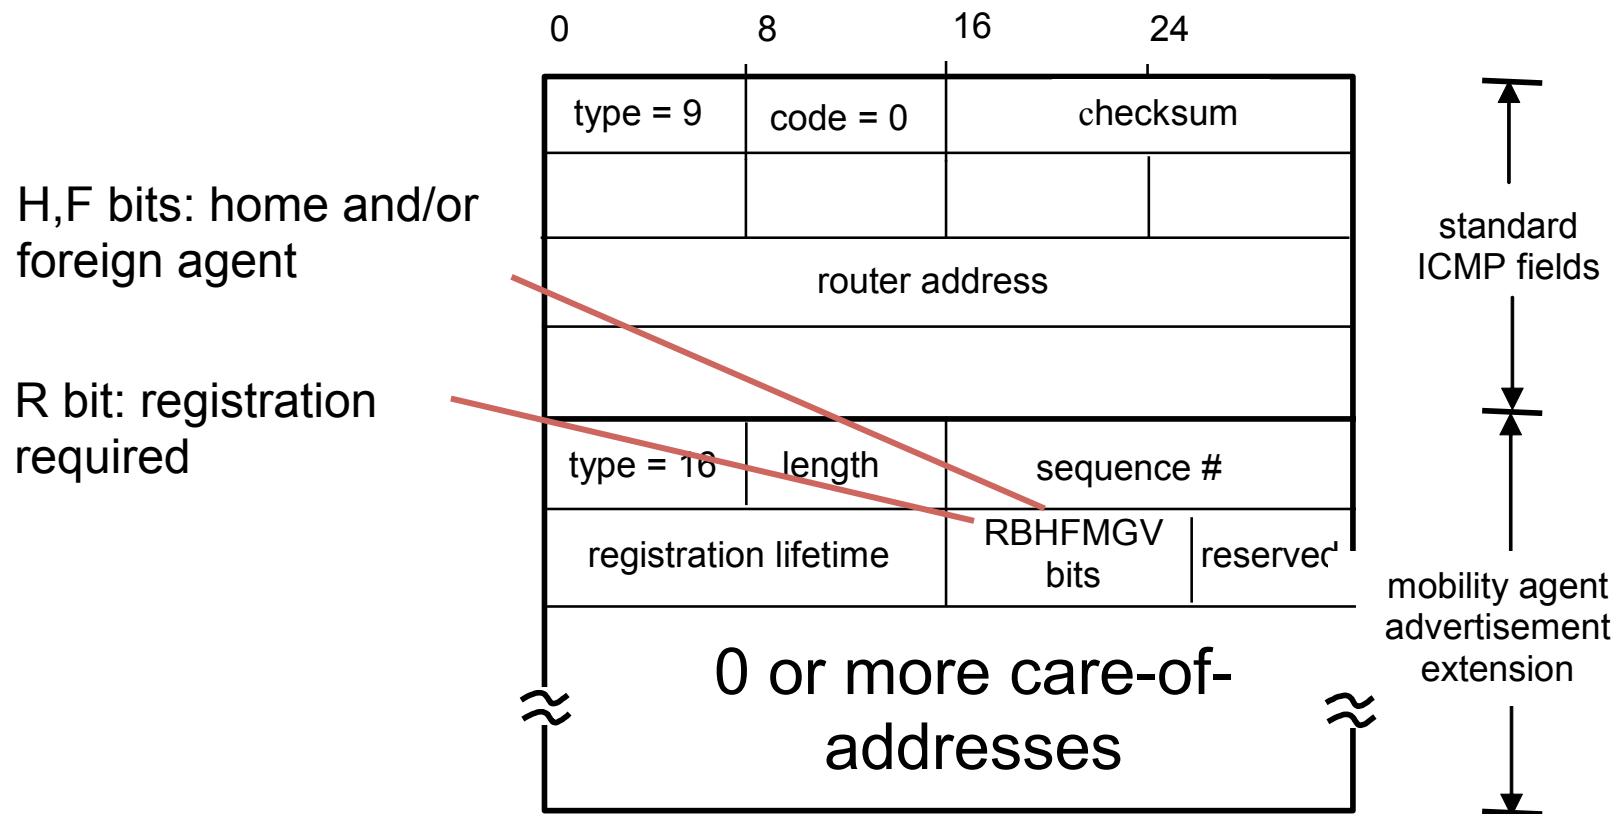 0 8 16 24
type = 9 code = 0 checksum
H,F bits: home and/or
foreign agent
standard
ICMP fields
router address
R bit: registration
required
type = 16 length sequence #
registration lifetime
RBHFMGV
bits
reserved
mobility agent
advertisement
extension
0 or more care-of-
addresses